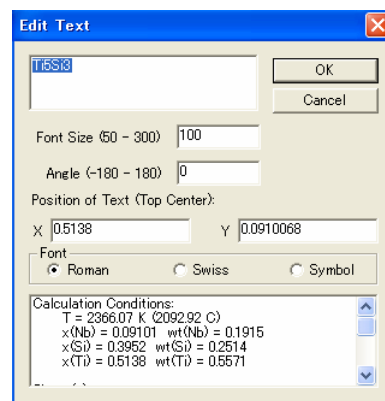 Edit Text
Ti5Si3
OK
Cancel
Font Size (50 - 300) 100
Angle (-180 - 180) 0
Position of Text (Top Center):
X 0.5138 Y 0.0910068
Font
Roman Swiss Symbol
Calculation Conditions:
T = 2366.07 K (2092.92 C)
x(Nb) = 0.09101 wt(Nb) = 0.1915
x(Si) = 0.3952 wt(Si) = 0.2514
x(Ti) = 0.5138 wt(Ti) = 0.5571